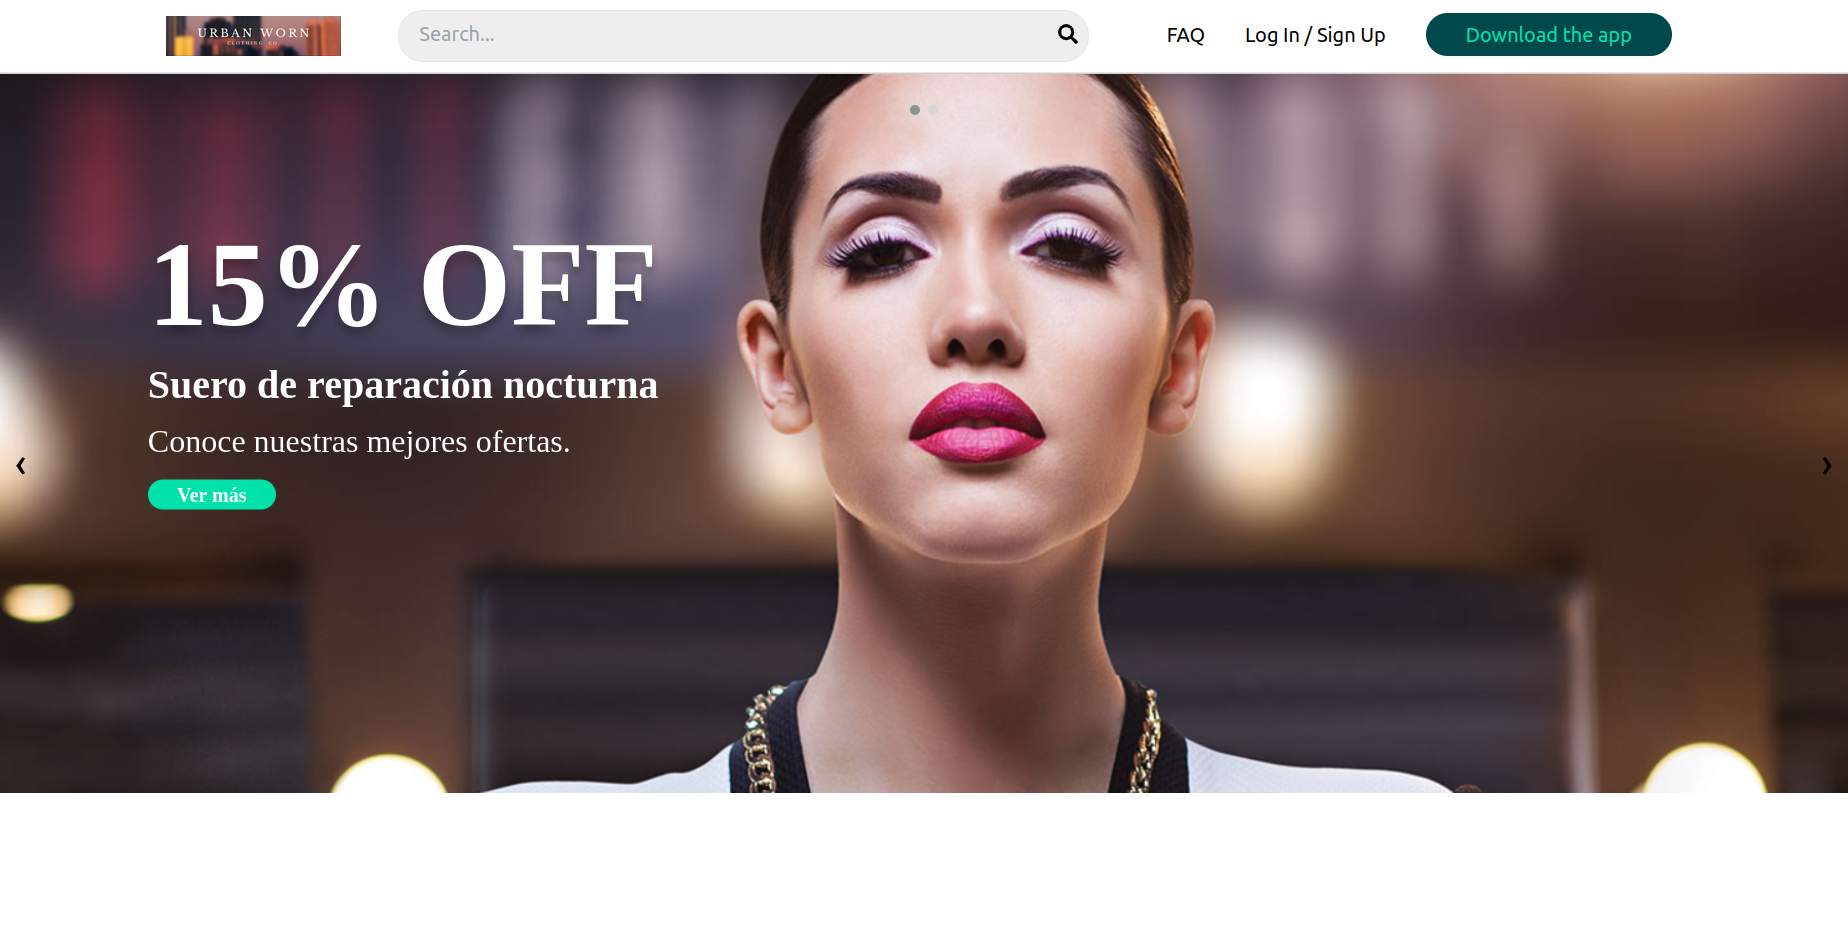 URBAN WORN
CLOTHING CO
Search...
FAQ
Log In / Sign Up
Download the app
15% OFF
Suero de reparación nocturna
Conoce nuestras mejores ofertas.
Ver más